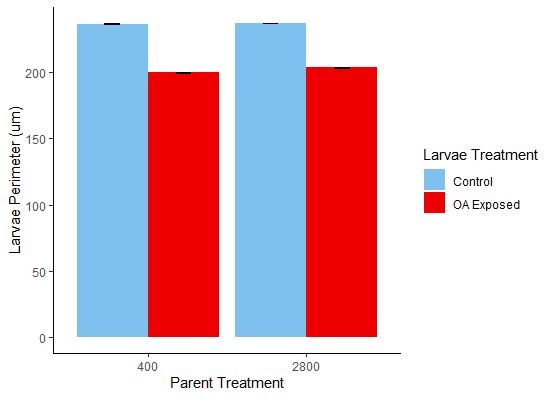 Larvae Perimeter (um)
200
150
100
50
0
400
2800
Parent Treatment
Larvae Treatment
Control
OA Exposed